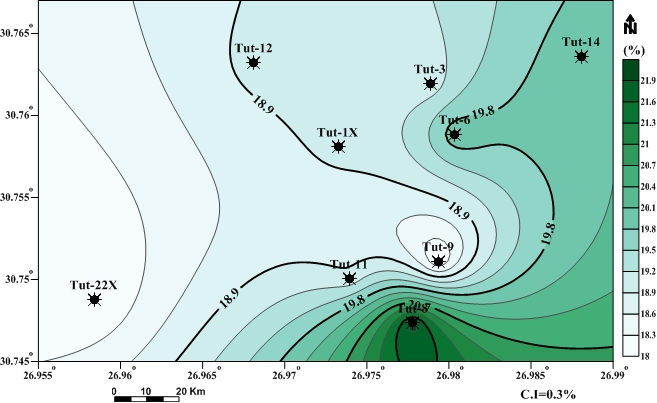 N
(%)
30.765°
30.76
30.755
30.75
30.745
Tut-12
Tut-3
Tut-14
Tut-6
Tut-1X
Tut-9
Tut-11
Tut-22X
Tut-8
18.9
19.8
18.9
19.8
18.9
19.8
21.9
21.6
21.3
21
20.7
20.4
20.1
19.8
19.5
19.2
18.9
18.6
18.3
18
26.955° 26.96° 26.965° 26.97° 26.975° 26.98° 26.985° 26.99°
0 10 20 Km
C.I=0.3%